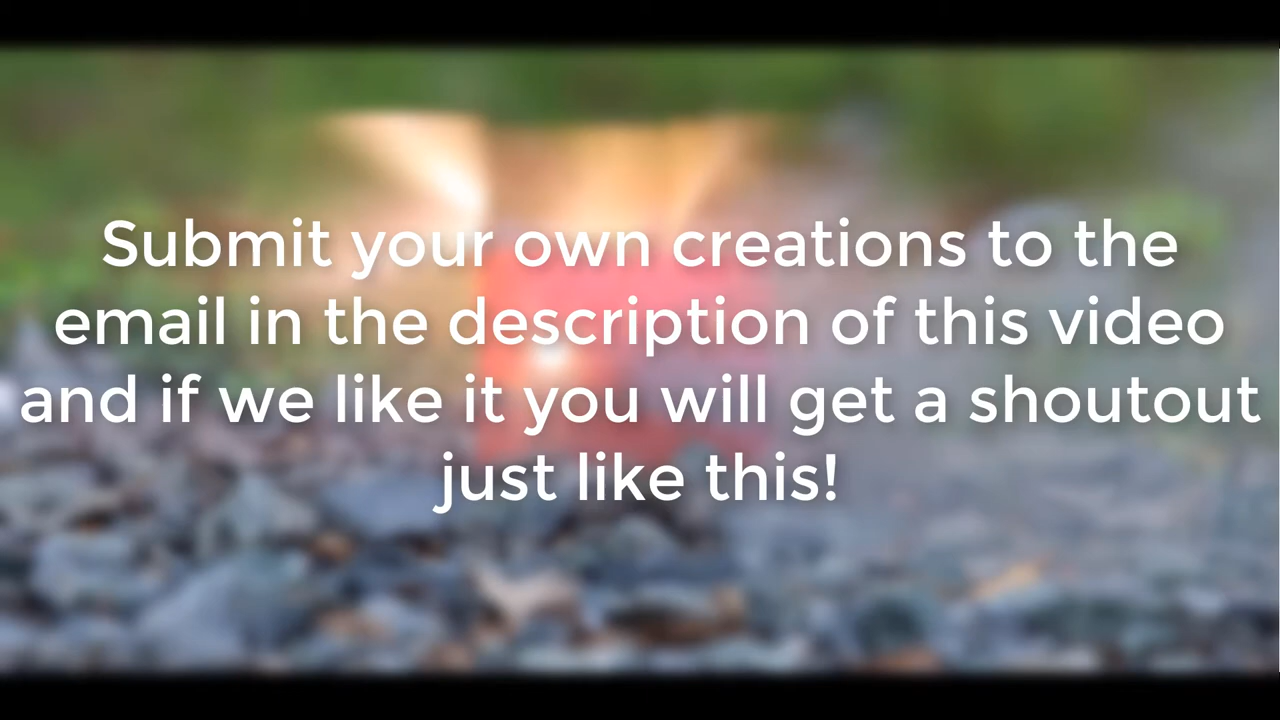 Submit your own creations to the
email in the description of this video
and if we like it you will get a shoutout
just like this!